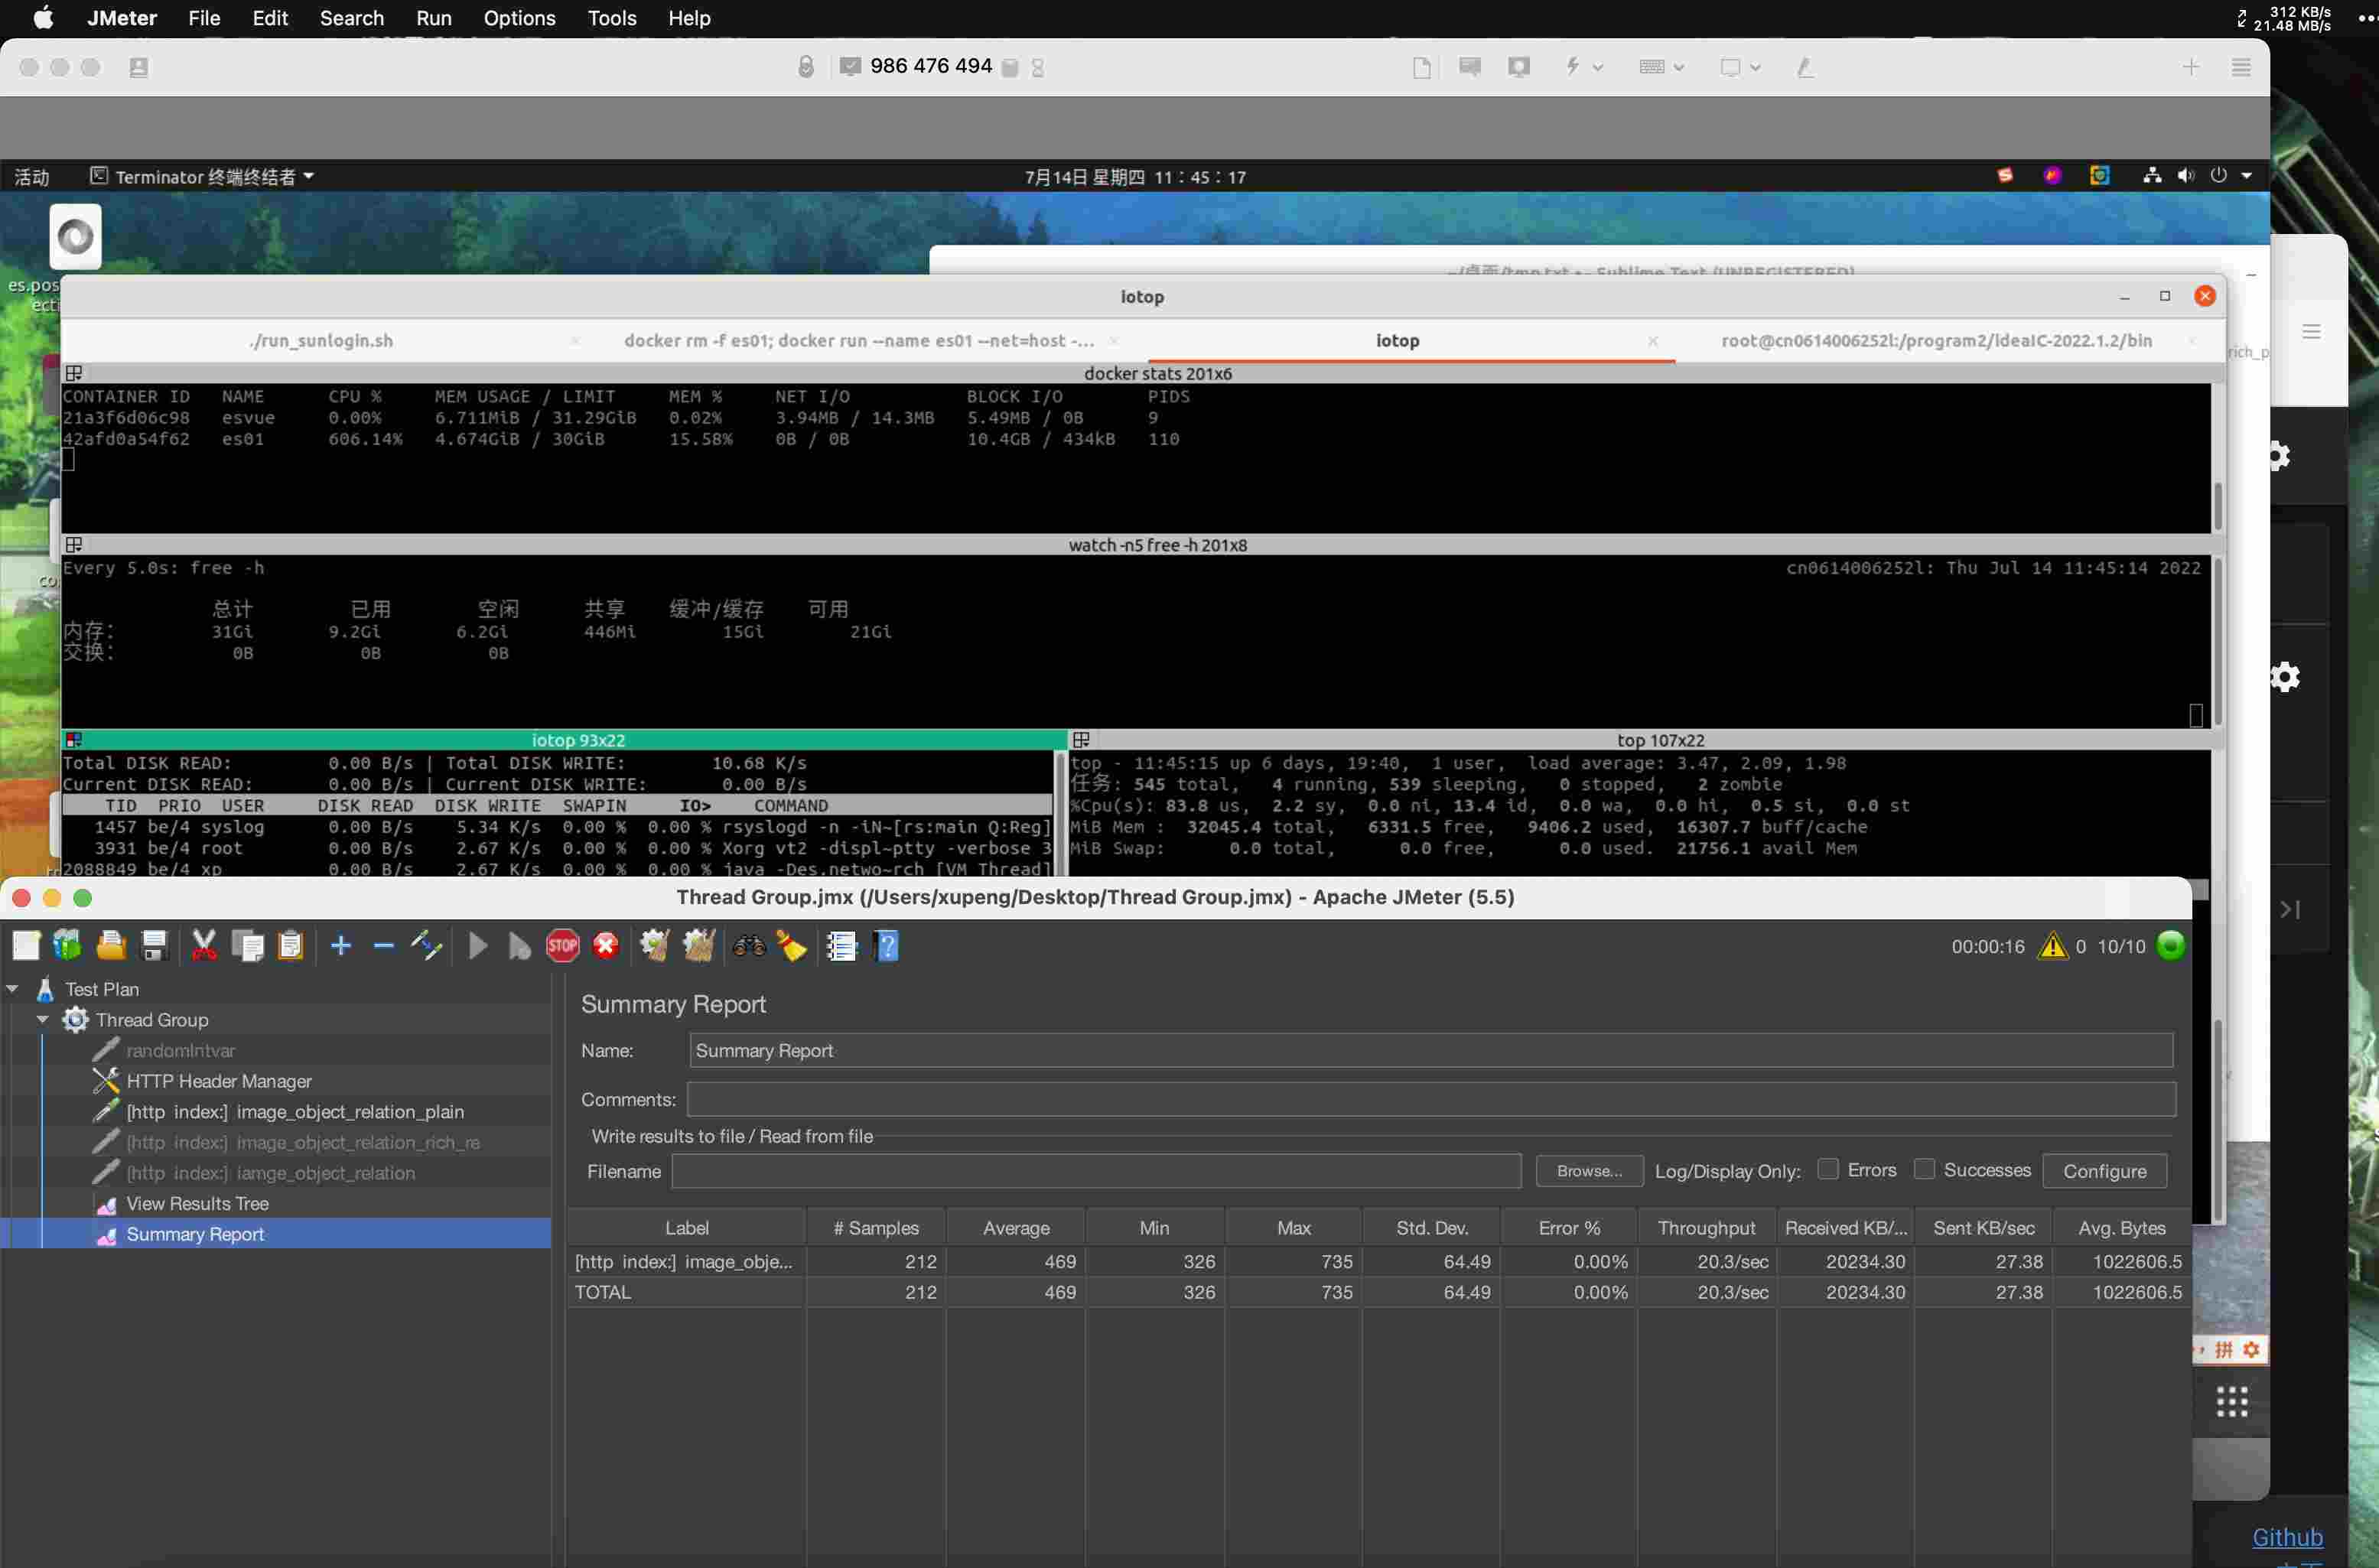 JMeter File Edit Search Run Options Tools Help
312 KB/s
21.48 MB/s
986 476 494
活动 Terminator 终端终结者 7月14日 星期四 11：45：17
es.pos
ecti
~/桌面/tmp.txt •- Sublime Text (UNREGISTERED)
iotop
./run_sunlogin.sh docker rm -f es01; docker run --name es01 --net=host -... iotop root@cn0614006252l:/program2/ideaIC-2022.1.2/bin
rich_p
docker stats 201x6
CONTAINER ID NAME CPU % MEM USAGE / LIMIT MEM % NET I/O BLOCK I/O PIDS
21a3f6d06c98 esvue 0.00% 6.711MiB / 31.29GiB 0.02% 3.94MB / 14.3MB 5.49MB / 0B 9
42afd0a54f62 es01 606.14% 4.674GiB / 30GiB 15.58% 0B / 0B 10.4GB / 434kB 110
watch -n5 free -h 201x8
Every 5.0s: free -h cn0614006252l: Thu Jul 14 11:45:14 2022
co
总计 已用 空闲 共享 缓冲/缓存 可用
内存： 31Gi 9.2Gi 6.2Gi 446Mi 15Gi 21Gi
交换： 0B 0B 0B
iotop 93x22
Total DISK READ: 0.00 B/s | Total DISK WRITE: 10.68 K/s
Current DISK READ: 0.00 B/s | Current DISK WRITE: 0.00 B/s
TID PRIO USER DISK READ DISK WRITE SWAPIN IO> COMMAND
1457 be/4 syslog 0.00 B/s 5.34 K/s 0.00 % 0.00 % rsyslogd -n -iN~[rs:main Q:Reg]
3931 be/4 root 0.00 B/s 2.67 K/s 0.00 % 0.00 % Xorg vt2 -displ~ptty -verbose 3
2088849 be/4 xp 0.00 B/s 2.67 K/s 0.00 % 0.00 % java -Des.netwo~rch [VM Thread]
top 107x22
top - 11:45:15 up 6 days, 19:40, 1 user, load average: 3.47, 2.09, 1.98
任务: 545 total, 4 running, 539 sleeping, 0 stopped, 2 zombie
%Cpu(s): 83.8 us, 2.2 sy, 0.0 ni, 13.4 id, 0.0 wa, 0.0 hi, 0.5 si, 0.0 st
MiB Mem : 32045.4 total, 6331.5 free, 9406.2 used, 16307.7 buff/cache
MiB Swap: 0.0 total, 0.0 free, 0.0 used. 21756.1 avail Mem
Thread Group.jmx (/Users/xupeng/Desktop/Thread Group.jmx) - Apache JMeter (5.5)
STOP
00:00:16 0 10/10
Test Plan
Thread Group
randomIntvar
HTTP Header Manager
[http index:] image_object_relation_plain
[http index:] image_object_relation_rich_re
[http index:] iamge_object_relation
View Results Tree
Summary Report
Summary Report
Name: Summary Report
Comments:
Write results to file / Read from file
Filename Browse... Log/Display Only: Errors Successes Configure
Label # Samples Average Min Max Std. Dev. Error % Throughput Received KB/... Sent KB/sec Avg. Bytes
[http index:] image_obje... 212 469 326 735 64.49 0.00% 20.3/sec 20234.30 27.38 1022606.5
TOTAL 212 469 326 735 64.49 0.00% 20.3/sec 20234.30 27.38 1022606.5
拼
Github